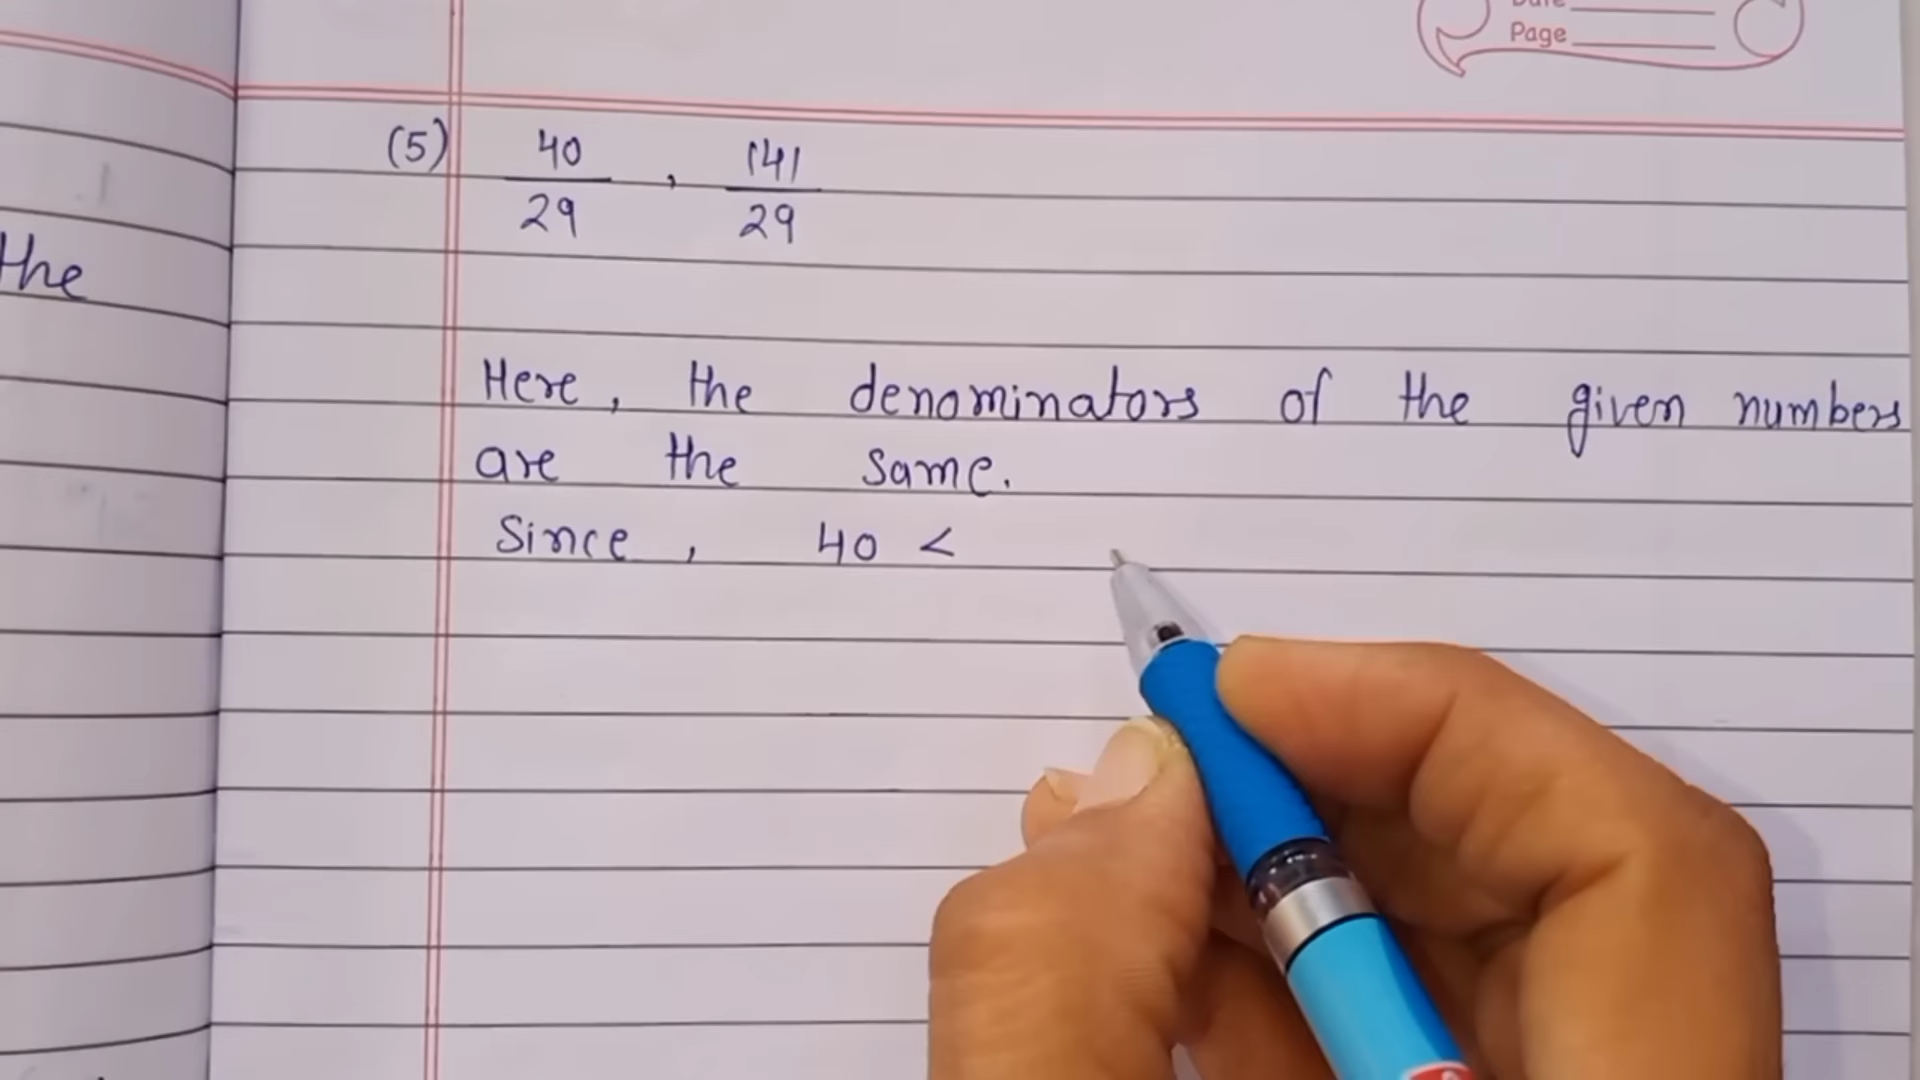 Date
Page
(5) 40/29 , 141/29
the
Here, the denominators of the given numbers
are the same.
Since, 40 <